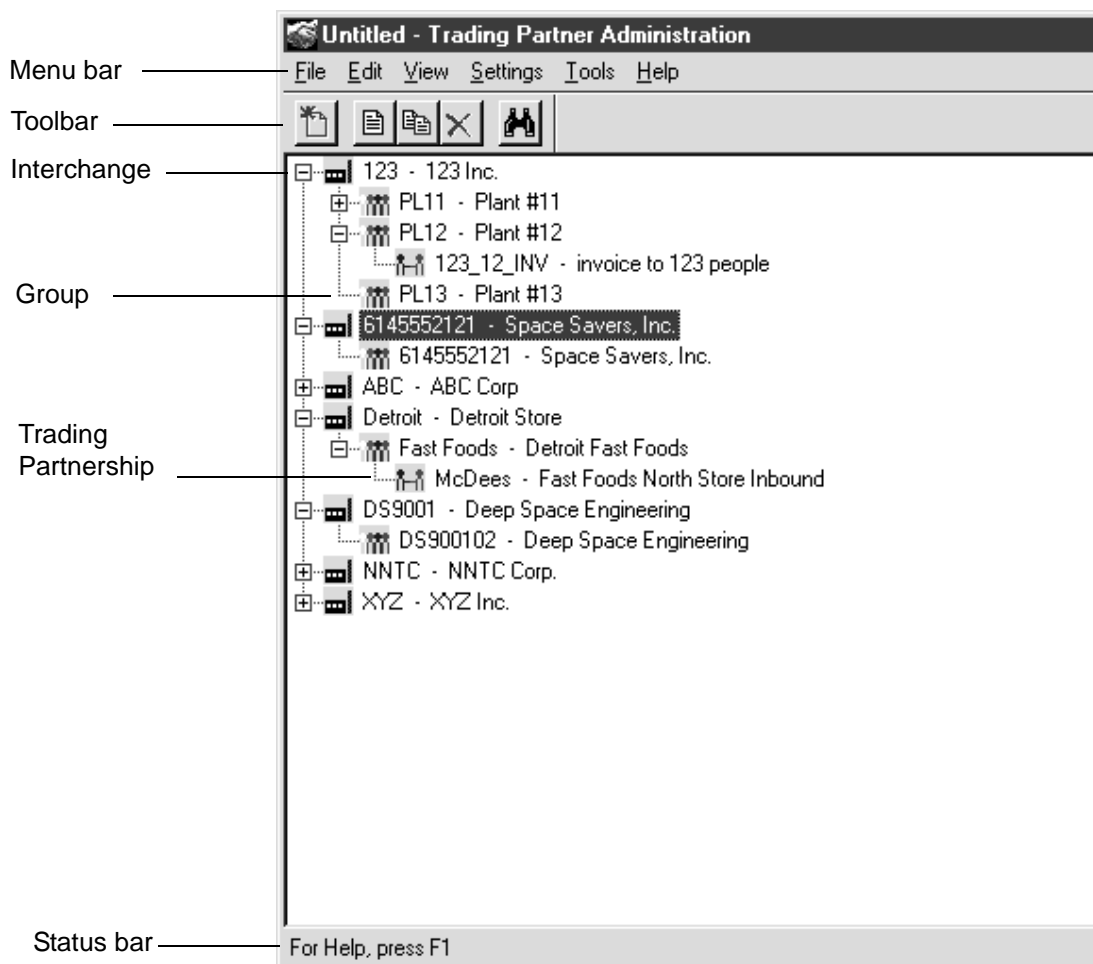 Untitled - Trading Partner Administration
Menu bar
File Edit View Settings Tools Help
Toolbar
Interchange
123 - 123 Inc.
PL11 - Plant #11
PL12 - Plant #12
123_12_INV - invoice to 123 people
Group
PL13 - Plant #13
6145552121 - Space Savers, Inc.
6145552121 - Space Savers, Inc.
ABC - ABC Corp
Detroit - Detroit Store
Trading
Partnership
Fast Foods - Detroit Fast Foods
McDees - Fast Foods North Store Inbound
DS9001 - Deep Space Engineering
DS900102 - Deep Space Engineering
NNTC - NNTC Corp.
XYZ - XYZ Inc.
Status bar
For Help, press F1